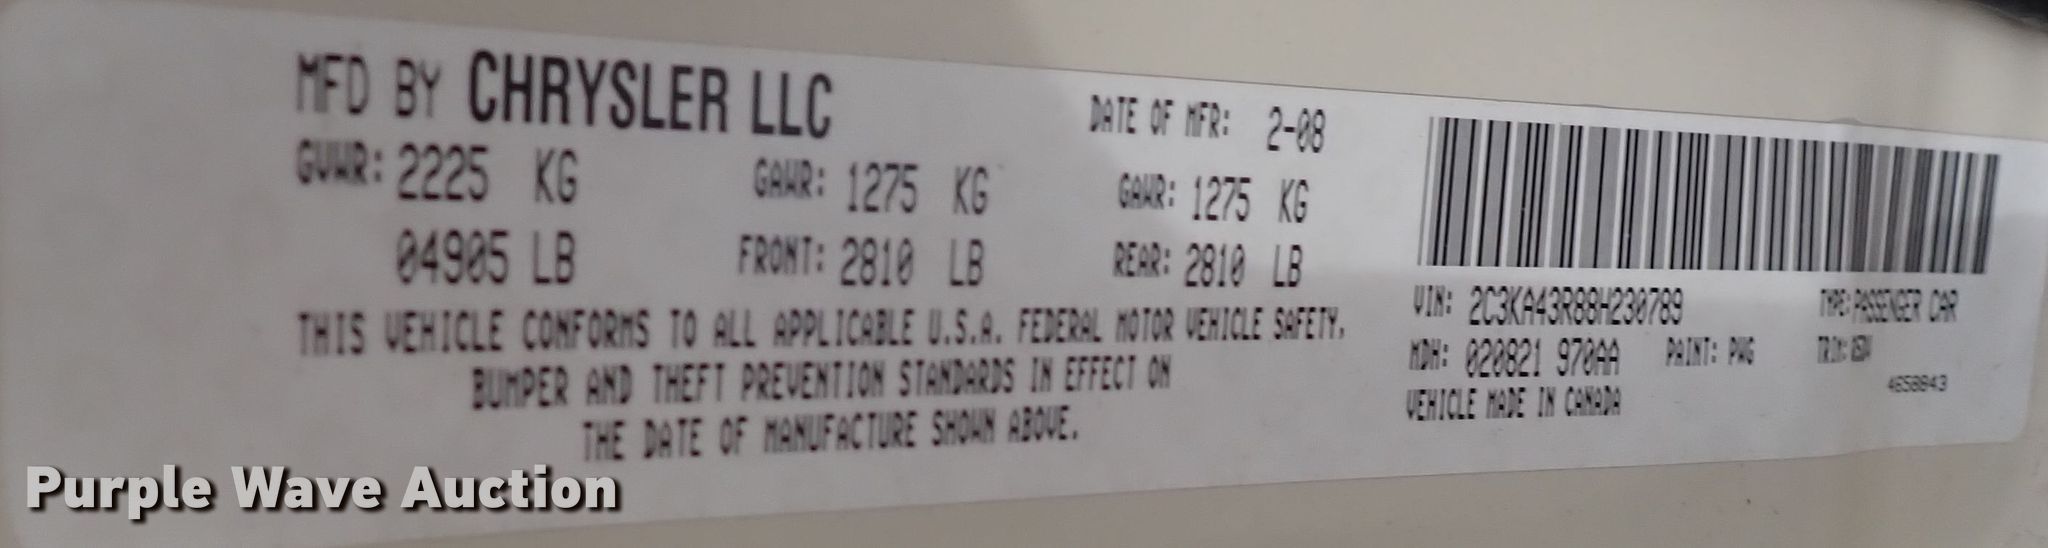 MFD BY CHRYSLER LLC DATE OF MFR: 2-08
GVWR: 2225 KG GAWR: 1275 KG GAWR: 1275 KG
04905 LB FRONT: 2810 LB REAR: 2810 LB
THIS VEHICLE CONFORMS TO ALL APPLICABLE U.S.A. FEDERAL MOTOR VEHICLE SAFETY,
BUMPER AND THEFT PREVENTION STANDARDS IN EFFECT ON
THE DATE OF MANUFACTURE SHOWN ABOVE.
VIN: 2C3KA43R88H230789 TYPE: PASSENGER CAR
MDH: 020821 970AA PAINT: PWG TRIM:
VEHICLE MADE IN CANADA 4658843
Purple Wave Auction